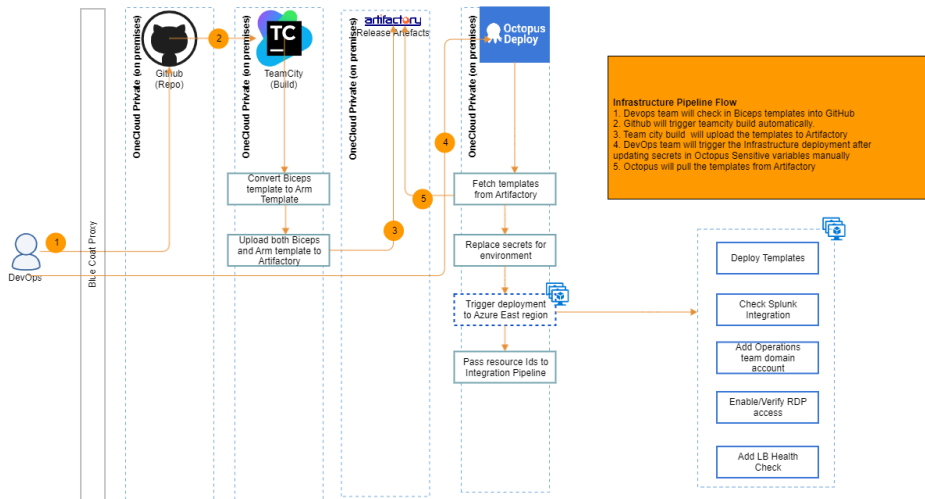 OneCloud Private (on premises)
Github
(Repo)
2
OneCloud Private (on premises)
TC
TeamCity
(Build)
OneCloud Private (on premises)
artifactory
Release Artefacts
OneCloud Private (on premises)
Octopus
Deploy
Infrastructure Pipeline Flow
1. Devops team will check in Biceps templates into GitHub
2. Github will trigger teamcity build automatically.
3. Team city build will upload the templates to Artifactory
4. DevOps team will trigger the Infrastructure deployment after
updating secrets in Octopus Sensitive variables manually
5. Octopus will pull the templates from Artifactory
4
Convert Biceps
template to Arm
Template
5
Fetch templates
from Artifactory
1
DevOps
Blue Coat Proxy
Upload both Biceps
and Arm template to
Artifactory
3
Replace secrets for
environment
Trigger deployment
to Azure East region
Pass resource Ids to
Integration Pipeline
Deploy Templates
Check Splunk
Integration
Add Operations
team domain
account
Enable/Verify RDP
access
Add LB Health
Check